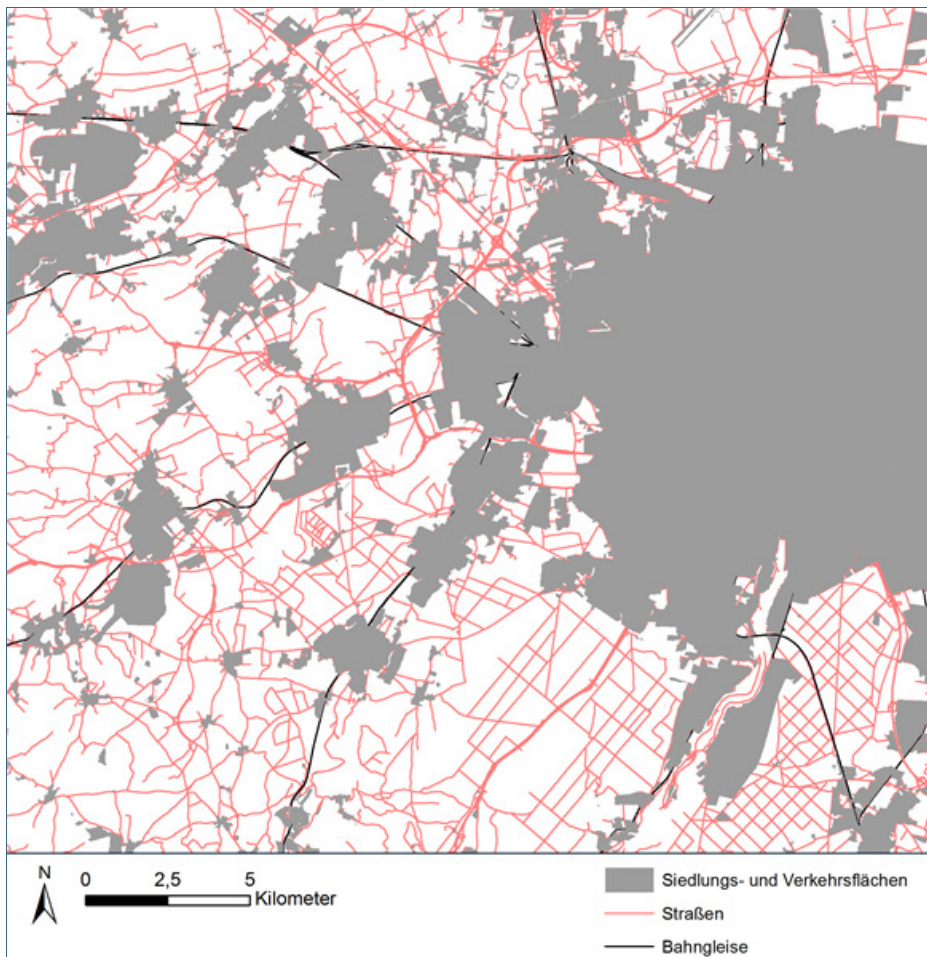 N
0 2,5 5
Kilometer
Siedlungs- und Verkehrsflächen
Straßen
Bahngleise